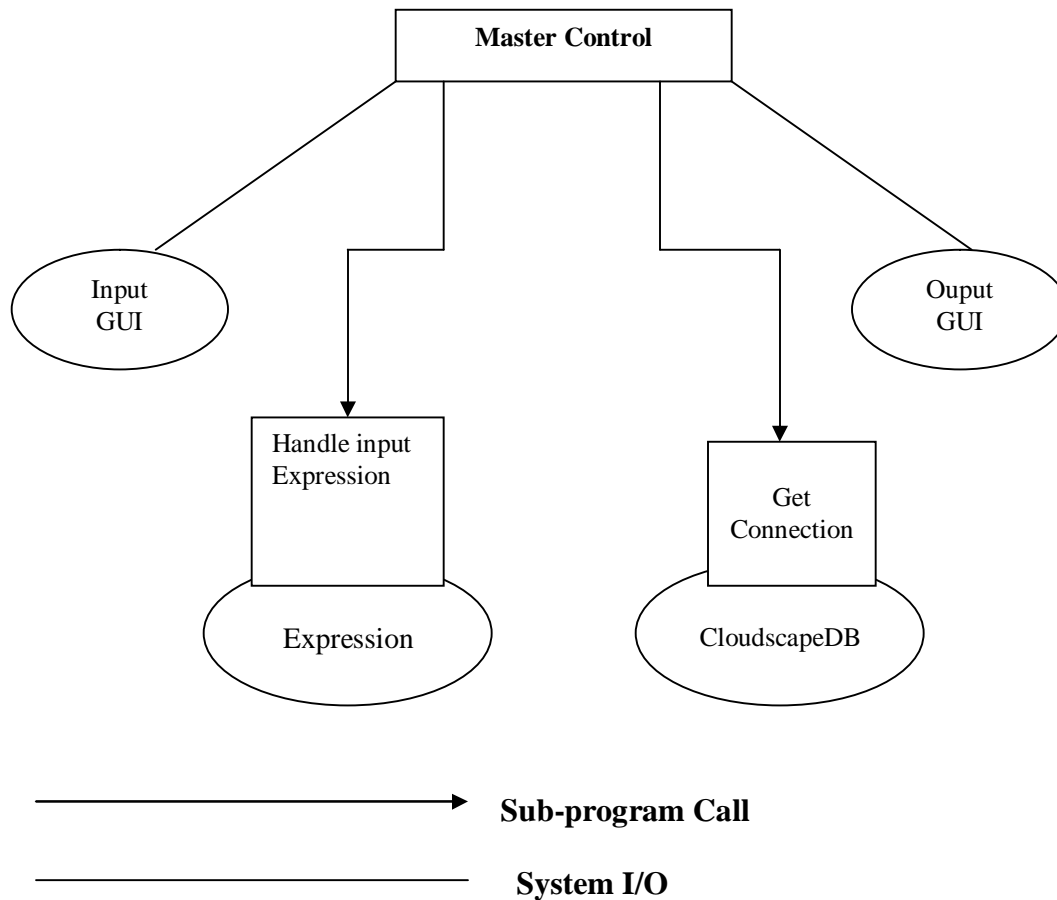 Master Control
Input
GUI
Ouput
GUI
Handle input
Expression
Get
Connection
Expression
CloudscapeDB
Sub-program Call
System I/O